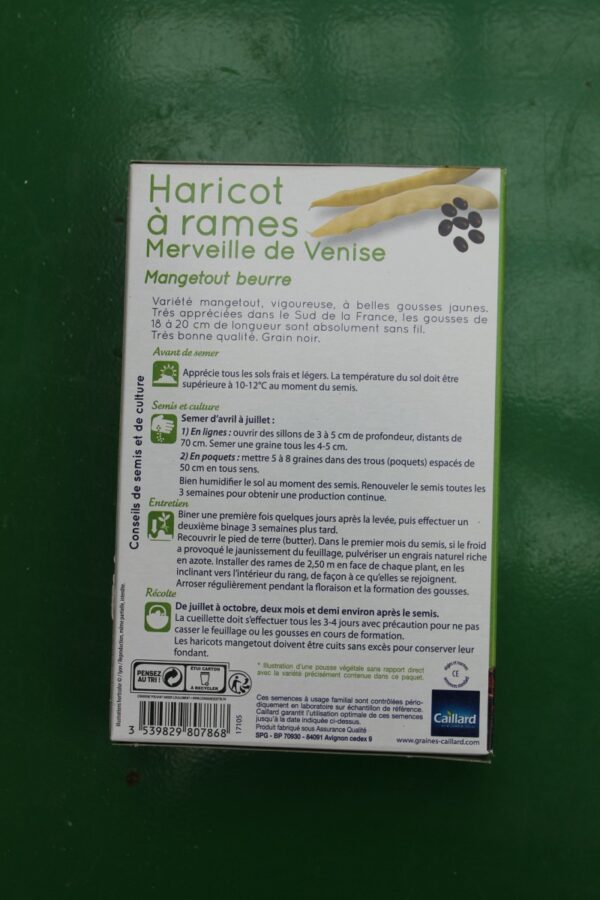 Haricot
à rames
Merveille de Venise
Mangetout beurre
Variété mangetout, vigoureuse, à belles gousses jaunes.
Très appréciées dans le Sud de la France, les gousses de
18 à 20 cm de longueur sont absolument sans fil.
Très bonne qualité. Grain noir.
Conseils de semis et de culture
Avant de semer
Apprécie tous les sols frais et légers. La température du sol doit être
supérieure à 10-12°C au moment du semis.
Semis et culture
Semer d'avril à juillet :
1) En lignes : ouvrir des sillons de 3 à 5 cm de profondeur, distants de
70 cm. Semer une graine tous les 4-5 cm.
2) En poquets : mettre 5 à 8 graines dans des trous (poquets) espacés de
50 cm en tous sens.
Bien humidifier le sol au moment des semis. Renouveler le semis toutes les
3 semaines pour obtenir une production continue.
Entretien
Biner une première fois quelques jours après la levée, puis effectuer un
deuxième binage 3 semaines plus tard.
Recouvrir le pied de terre (butter). Dans le premier mois du semis, si le froid
a provoqué le jaunissement du feuillage, pulvériser un engrais naturel riche
en azote. Installer des rames de 2,50 m en face de chaque plant, en les
inclinant vers l'intérieur du rang, de façon à ce qu'elles se rejoignent.
Arroser régulièrement pendant la floraison et la formation des gousses.
Récolte
De juillet à octobre, deux mois et demi environ après le semis.
La cueillette doit s'effectuer tous les 3-4 jours avec précaution pour ne pas
casser le feuillage ou les gousses en cours de formation.
Les haricots mangetout doivent être cuits sans excès pour conserver leur
fondant.
PENSEZ
AU TRI !
ÉTUI CARTON
À RECYCLER
* Illustration d'une pousse végétale sans rapport direct
avec la variété précisément contenue dans ce paquet.
CE
3 539829 807868
17105
Ces semences à usage familial sont contrôlées pério-
diquement en laboratoire sur échantillon de référence.
Caillard garantit l'utilisation optimale de ces semences
jusqu'à la date indiquée ci-dessus.
Produit fabriqué sous Assurance Qualité
SPG - BP 70930 - 84091 Avignon cedex 9
Caillard
www.graines-caillard.com